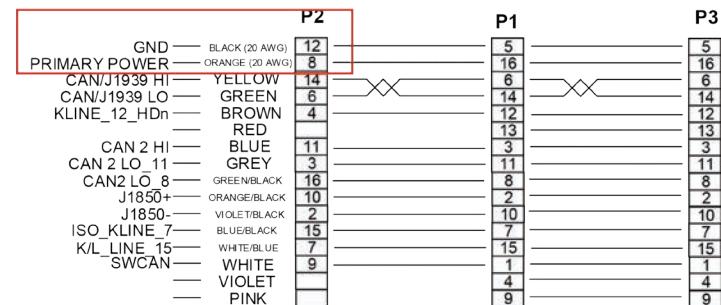 P2 P1 P3
GND BLACK (20 AWG) 12 5 5
PRIMARY POWER ORANGE (20 AWG) 8 16 16
CAN/J1939 HI YELLOW 14 6 6
CAN/J1939 LO GREEN 6 14 14
KLINE_12_HDn BROWN 4 12 12
RED 13 13
CAN 2 HI BLUE 11 3 3
CAN 2 LO_11 GREY 3 11 11
CAN2 LO_8 GREEN/BLACK 16 8 8
J1850+ ORANGE/BLACK 10 2 2
J1850- VIOLET/BLACK 2 10 10
ISO_KLINE_7 BLUE/BLACK 15 7 7
K/L_LINE_15 WHITE/BLUE 7 15 15
SWCAN WHITE 9 1 1
VIOLET 4 4
PINK 9 9